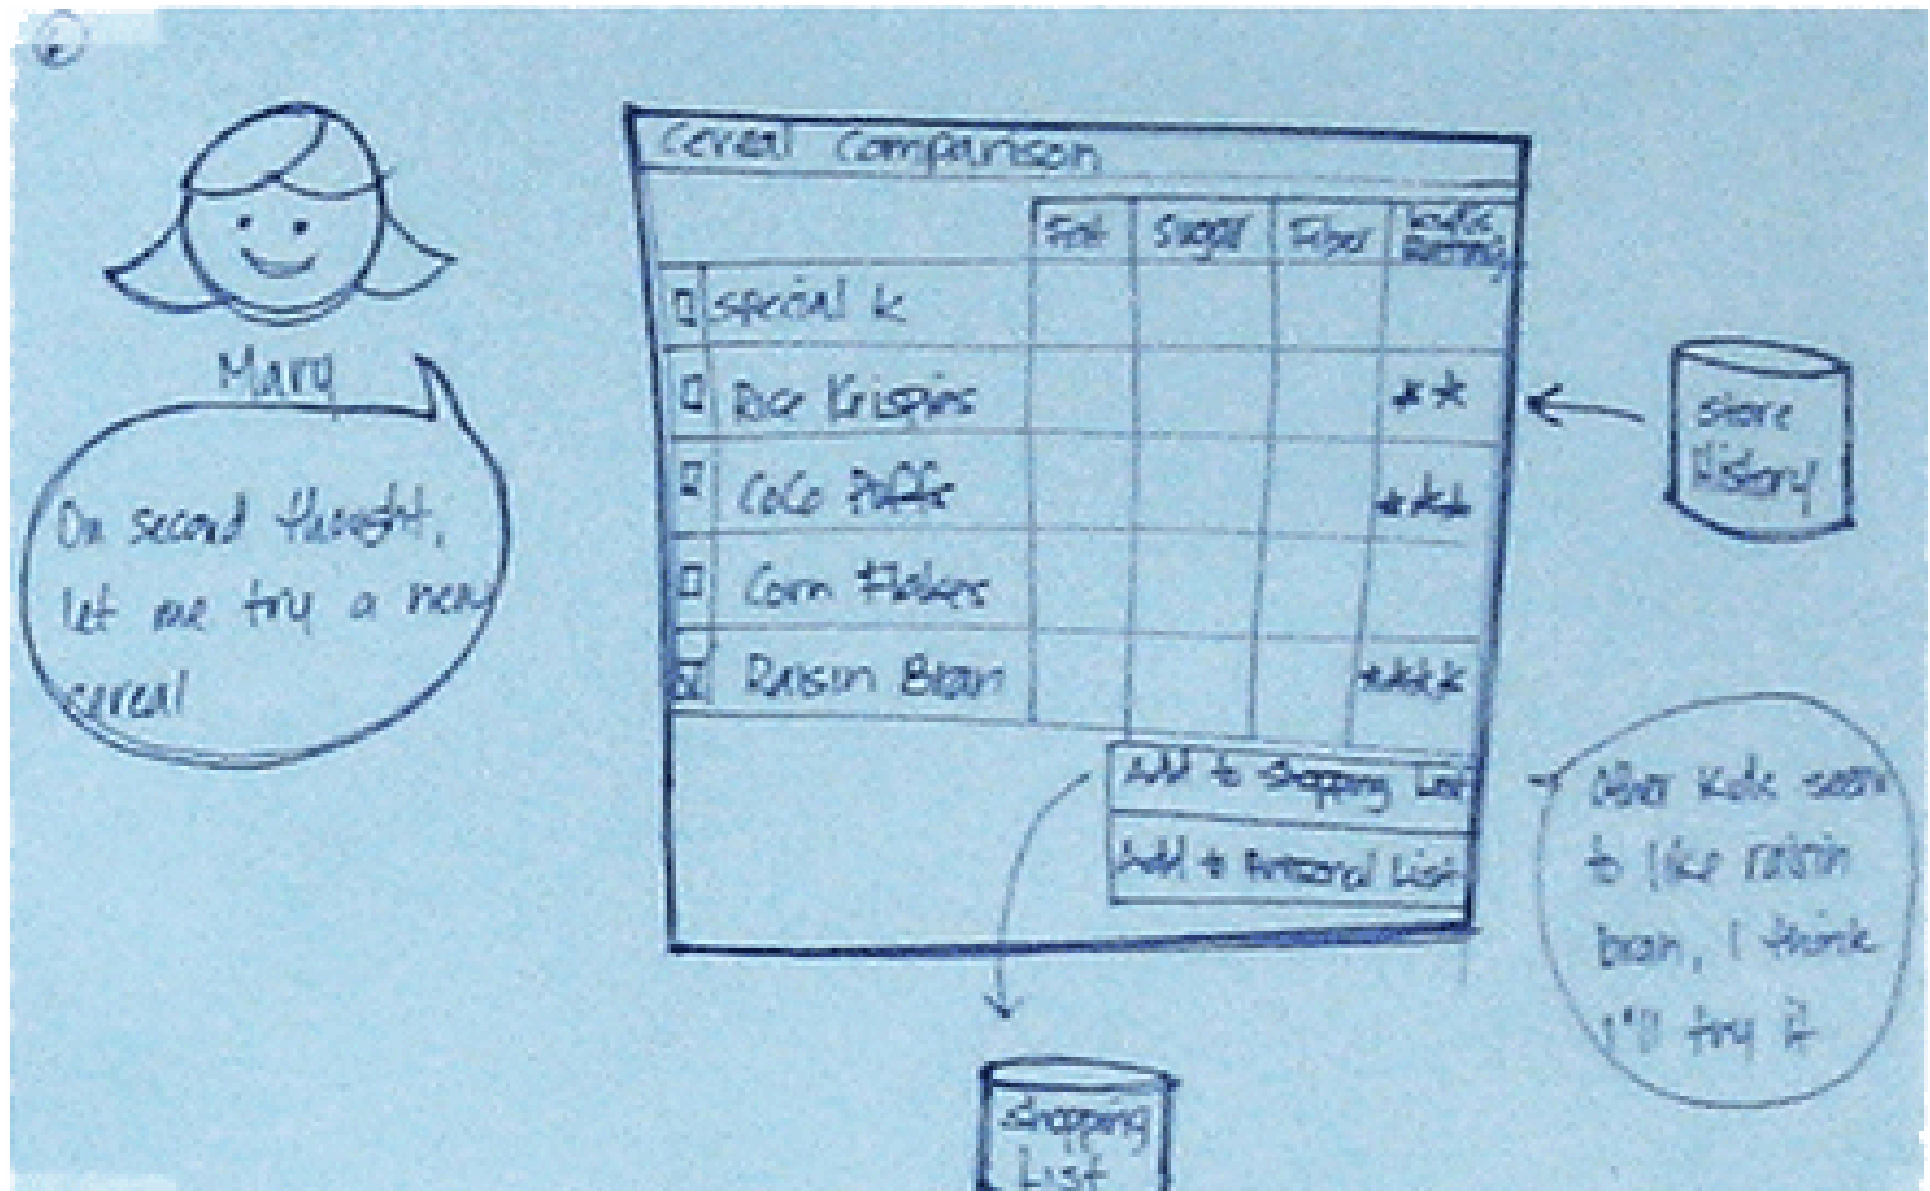 Mary
On second thought,
let me try a new
cereal
Cereal Comparison
Fat Sugar Fiber Rating
Special K
Rice Krispies **
CoCo Puffs ***
Corn Flakes
Raisin Bran ****
Add to Shopping List
Add to Personal List
Store
History
Other kids seem
to like raisin
bran, I think
I'll try it
Shopping
List